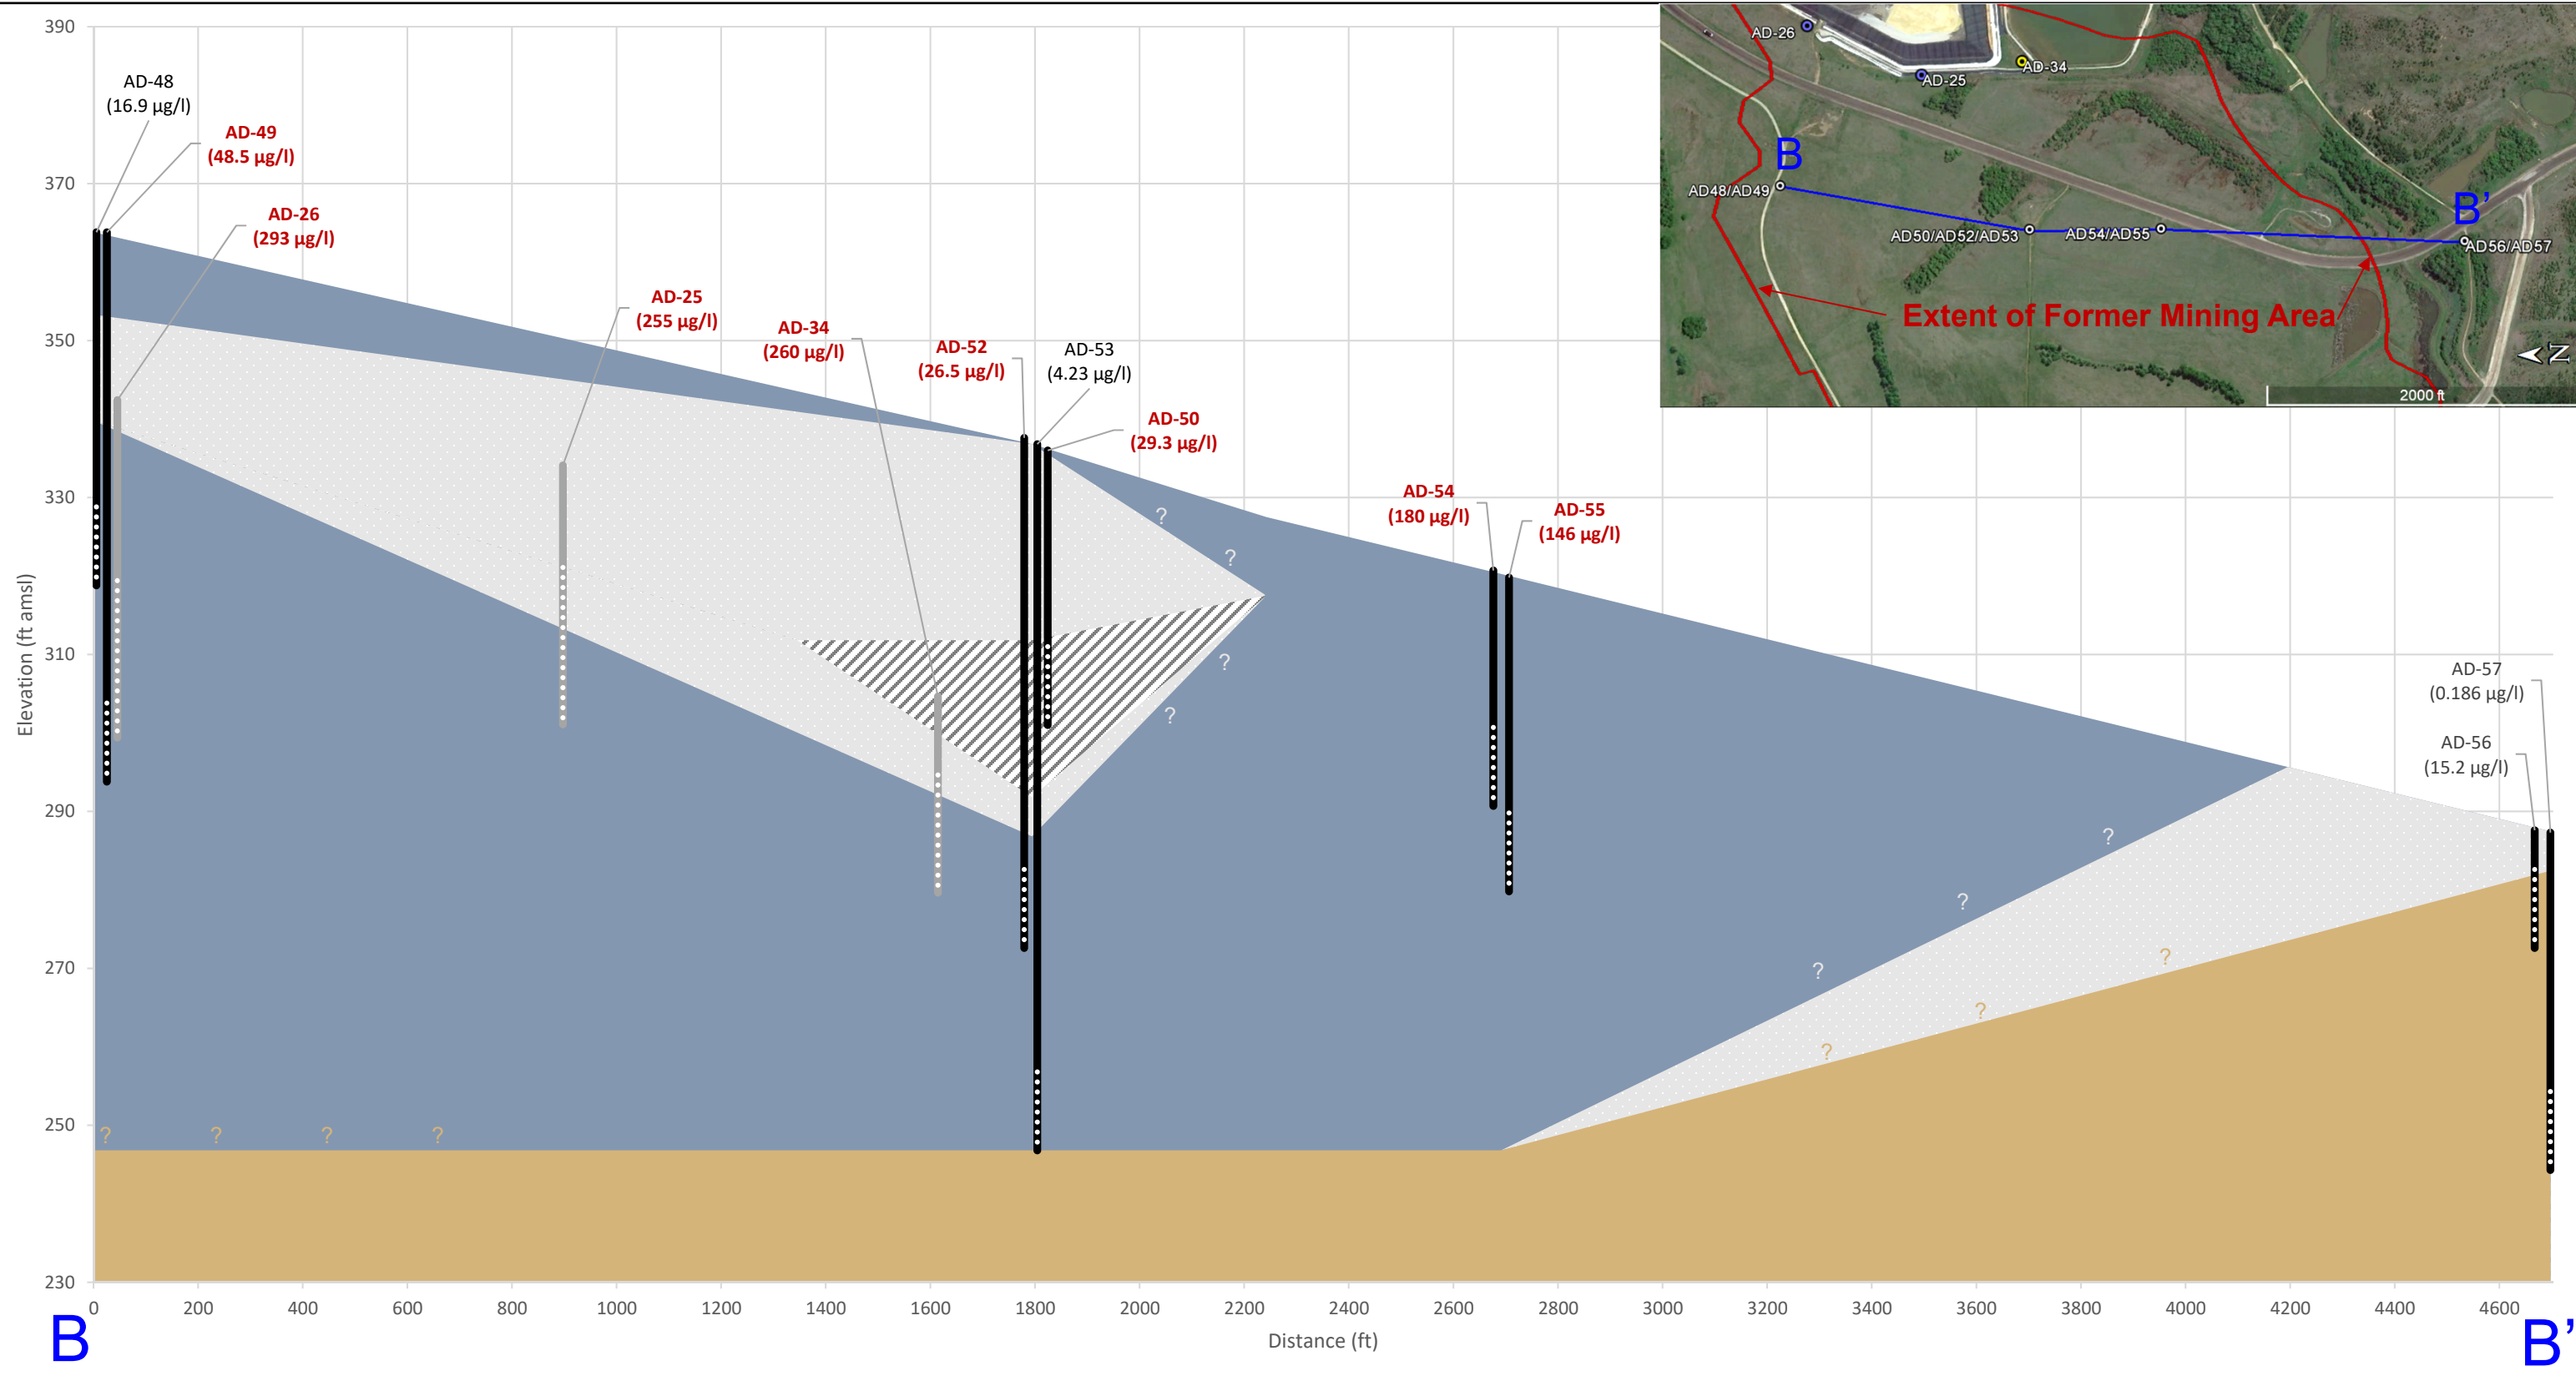 390
370
350
330
310
290
270
250
230
Elevation (ft amsl)
AD-48
(16.9 µg/l)
AD-49
(48.5 µg/l)
AD-26
(293 µg/l)
AD-25
(255 µg/l)
AD-34
(260 µg/l)
AD-52
(26.5 µg/l)
AD-53
(4.23 µg/l)
AD-50
(29.3 µg/l)
AD-54
(180 µg/l)
AD-55
(146 µg/l)
AD-57
(0.186 µg/l)
AD-56
(15.2 µg/l)
?
?
?
?
?
?
?
?
?
?
?
?
?
?
0
200
400
600
800
1000
1200
1400
1600
1800
2000
2200
2400
2600
2800
3000
3200
3400
3600
3800
4000
4200
4400
4600
Distance (ft)
B
B’
AD-26
AD-25
AD-34
B
AD48/AD49
AD50/AD52/AD53
AD54/AD55
B’
AD56/AD57
Extent of Former Mining Area
N
2000 ft